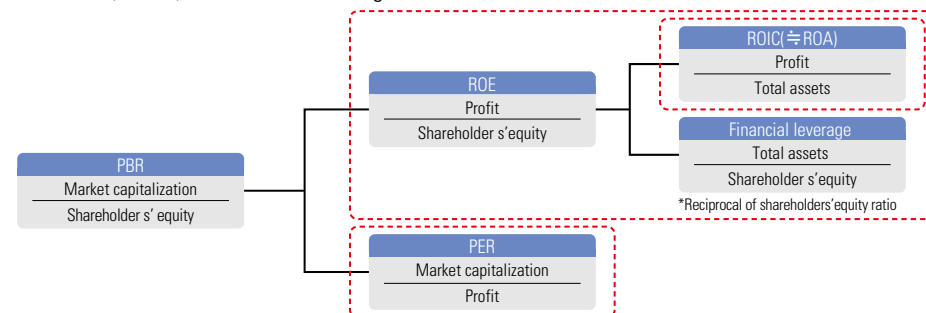 ROIC(≒ROA)
Profit
Total assets
ROE
Profit
Shareholder s'equity
Financial leverage
Total assets
Shareholder s' equity
*Reciprocal of shareholders'equity ratio
PBR
Market capitalization
Shareholder s' equity
PER
Market capitalization
Profit